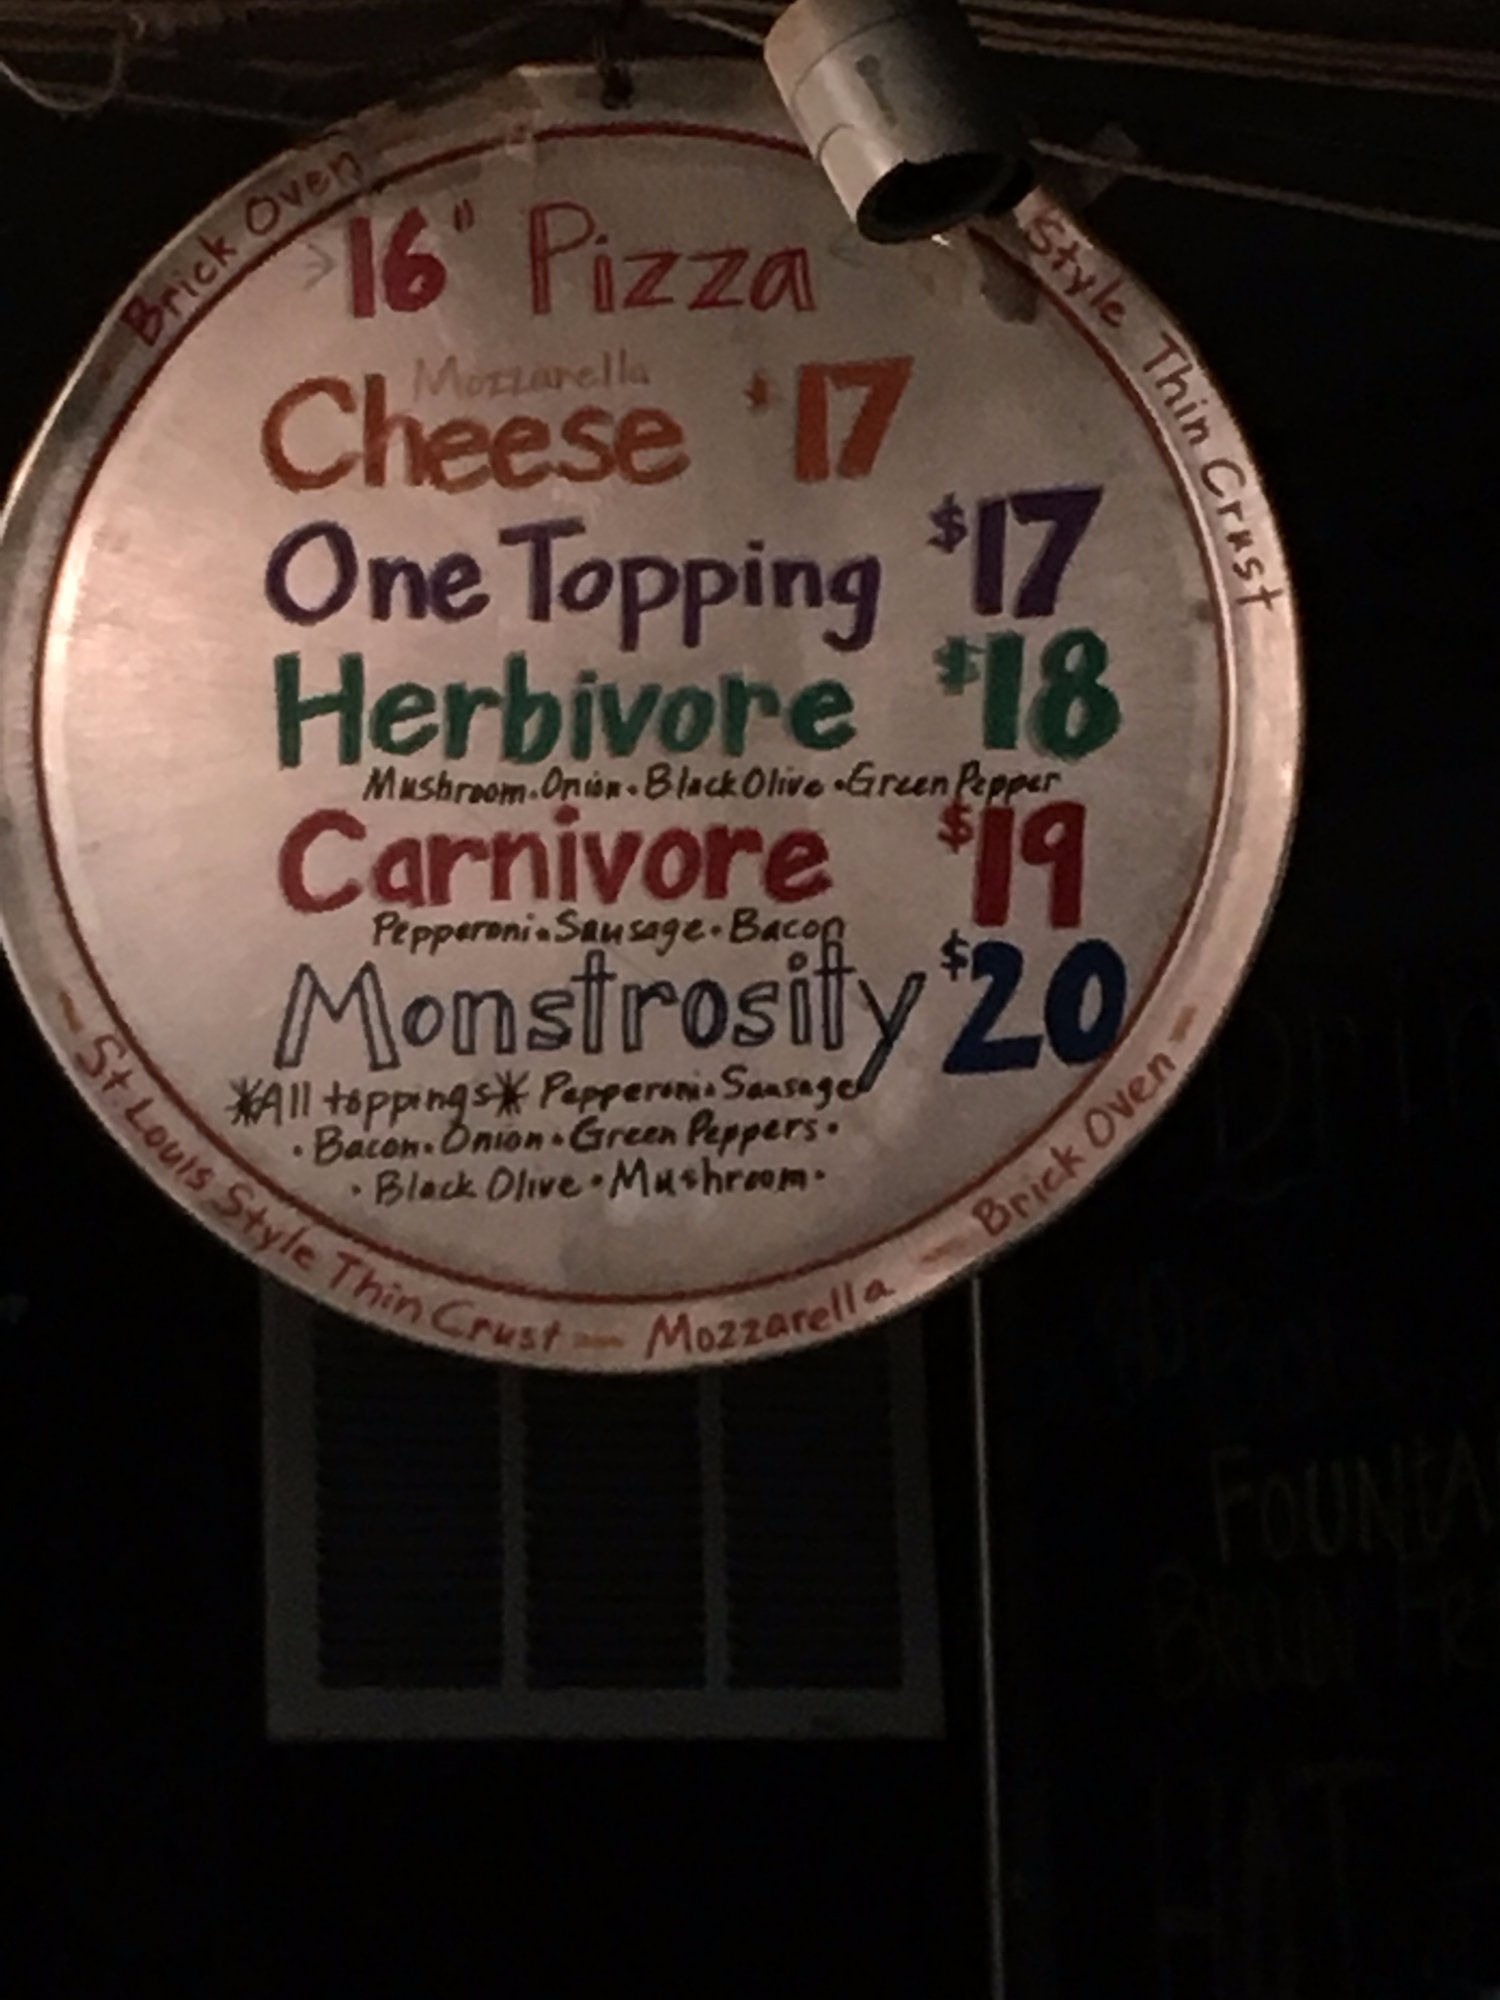 Brick Oven
Style Thin Crust
16" Pizza
Mozzarella
Cheese $17
One Topping $17
Herbivore $18
Mushroom • Onion • Black Olive • Green Pepper
Carnivore $19
Pepperoni • Sausage • Bacon
Monstrosity $20
*All toppings* Pepperoni • Sausage
• Bacon • Onion • Green Peppers •
• Black Olive • Mushroom •
– St. Louis Style Thin Crust – Mozzarella – Brick Oven –